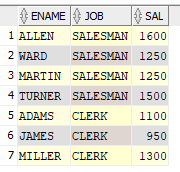 ENAME JOB SAL
1 ALLEN SALESMAN 1600
2 WARD SALESMAN 1250
3 MARTIN SALESMAN 1250
4 TURNER SALESMAN 1500
5 ADAMS CLERK 1100
6 JAMES CLERK 950
7 MILLER CLERK 1300